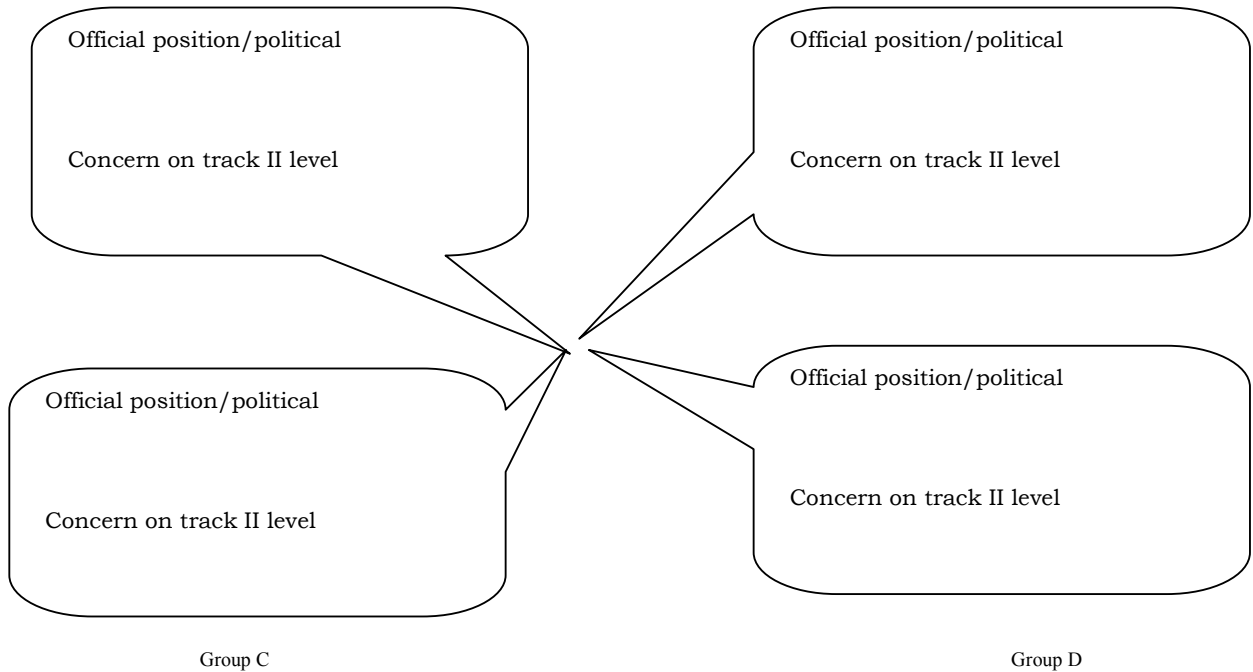 Official position/political
Concern on track II level
Official position/political
Concern on track II level
Official position/political
Concern on track II level
Official position/political
Concern on track II level
Group C
Group D